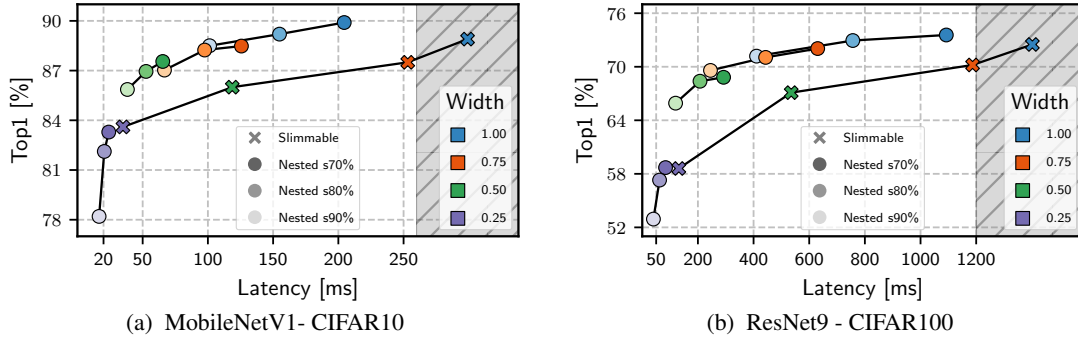 90
87
84
81
78
Top1 [%]
20 50 100 150 200 250
Latency [ms]
Slimmable
Nested s70%
Nested s80%
Nested s90%
Width
1.00
0.75
0.50
0.25
(a) MobileNetV1- CIFAR10
76
70
64
58
52
Top1 [%]
50 200 400 600 800 1000 1200
Latency [ms]
Slimmable
Nested s70%
Nested s80%
Nested s90%
Width
1.00
0.75
0.50
0.25
(b) ResNet9 - CIFAR100